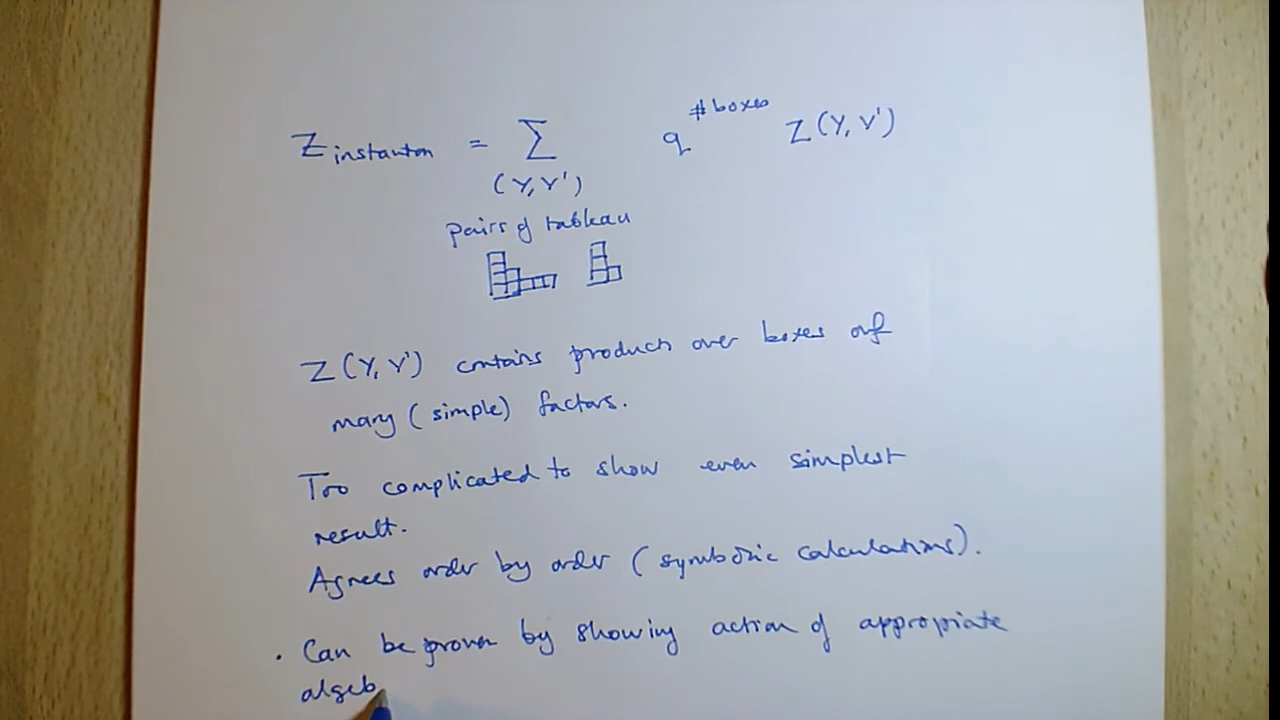 Z instanton = Σ q #boxes Z(Y, Y')
(Y, Y')
pairs of tableau
Z(Y, Y') contains product over boxes of
many (simple) factors.
Too complicated to show even simplest
result.
Agrees order by order (symbolic calculations).
. Can be proven by showing action of appropriate
algeb